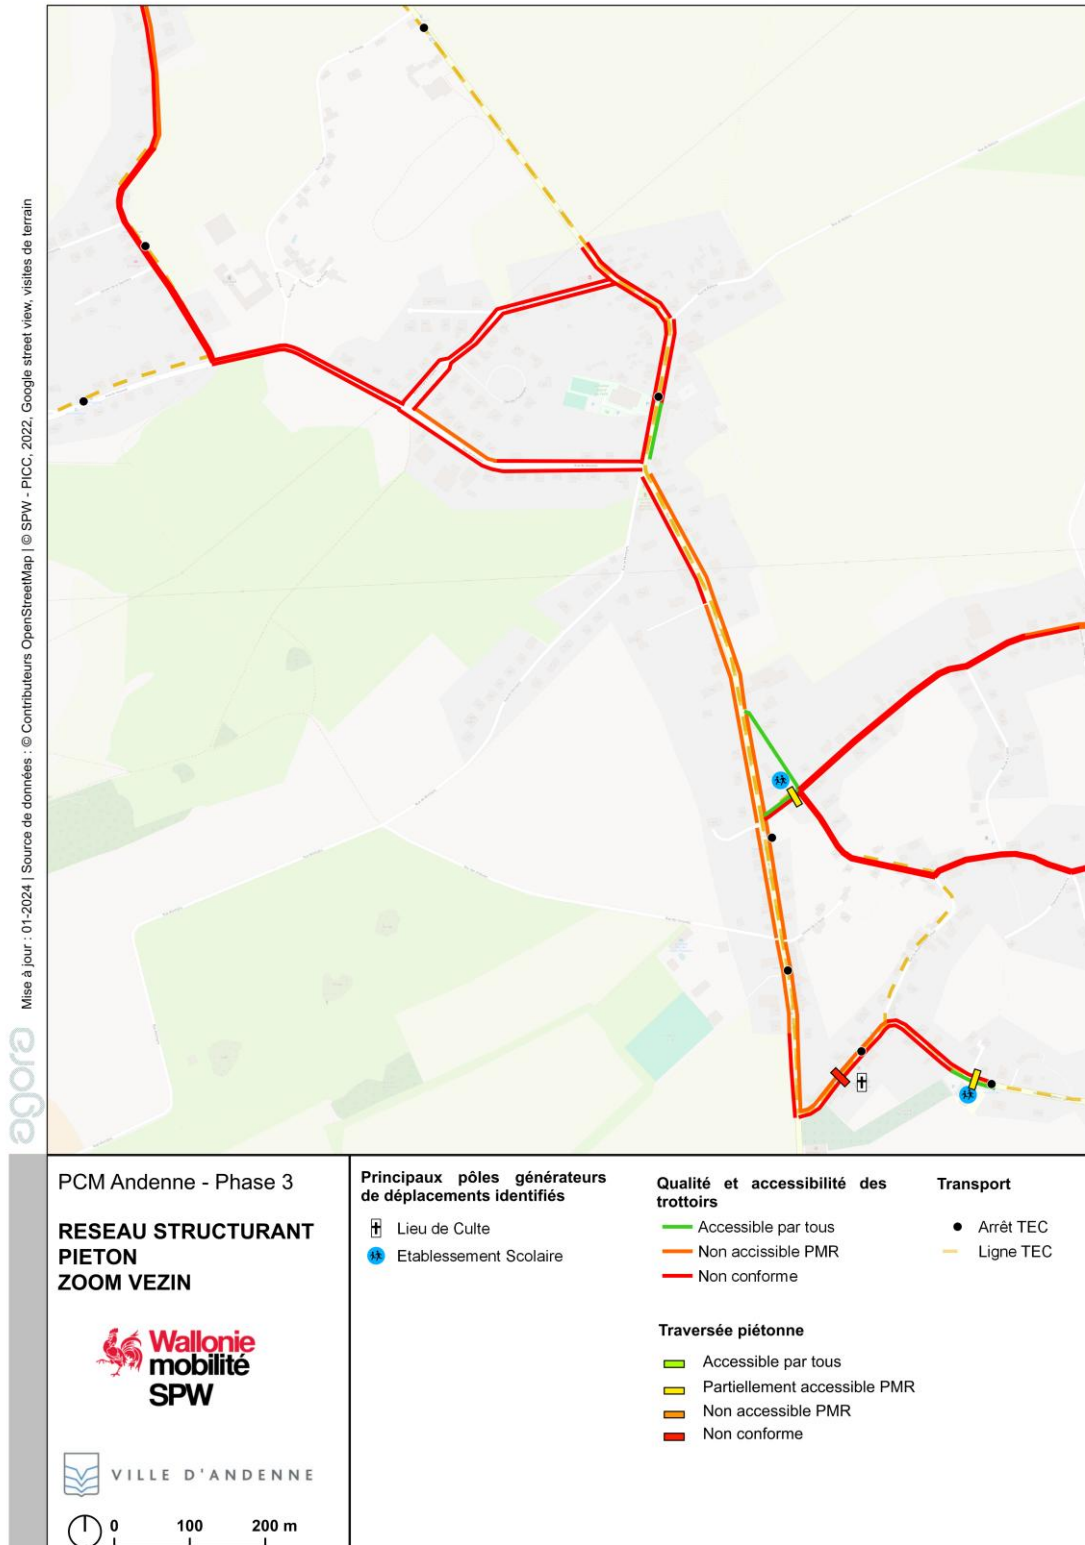 Mise à jour : 01-2024 | Source de données : © Contributeurs OpenStreetMap | © SPW - PICC, 2022, Google street view, visites de terrain
agora
PCM Andenne - Phase 3
RESEAU STRUCTURANT
PIETON
ZOOM VEZIN
Wallonie
mobilité
SPW
VILLE D'ANDENNE
0 100 200 m
Principaux pôles générateurs
de déplacements identifiés
Lieu de Culte
Etablissement Scolaire
Qualité et accessibilité des
trottoirs
Accessible par tous
Non accissible PMR
Non conforme
Traversée piétonne
Accessible par tous
Partiellement accessible PMR
Non accessible PMR
Non conforme
Transport
Arrêt TEC
Ligne TEC